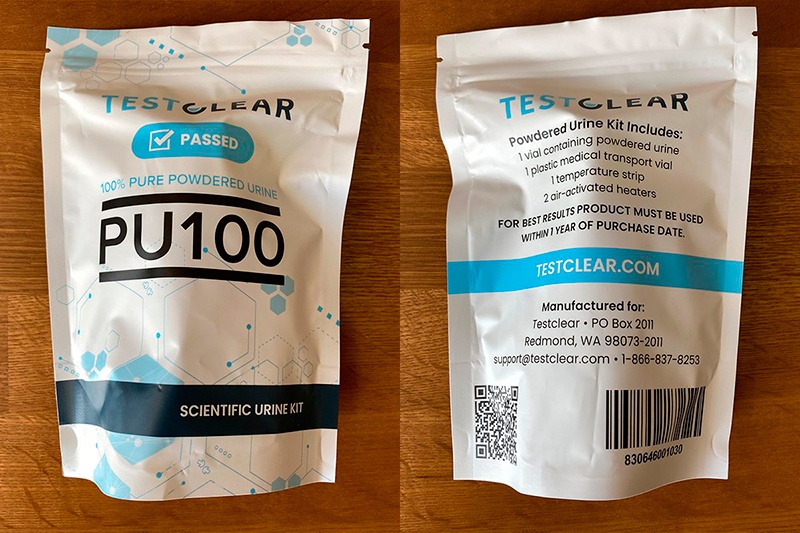 TESTCLEAR
PASSED
100% PURE POWDERED URINE
PU100
SCIENTIFIC URINE KIT
TESTCLEAR
Powdered Urine Kit Includes:
1 vial containing powdered urine
1 plastic medical transport vial
1 temperature strip
2 air-activated heaters
FOR BEST RESULTS PRODUCT MUST BE USED
WITHIN 1 YEAR OF PURCHASE DATE.
TESTCLEAR.COM
Manufactured for:
Testclear • PO Box 2011
Redmond, WA 98073-2011
support@testclear.com • 1-866-837-8253
830646001030